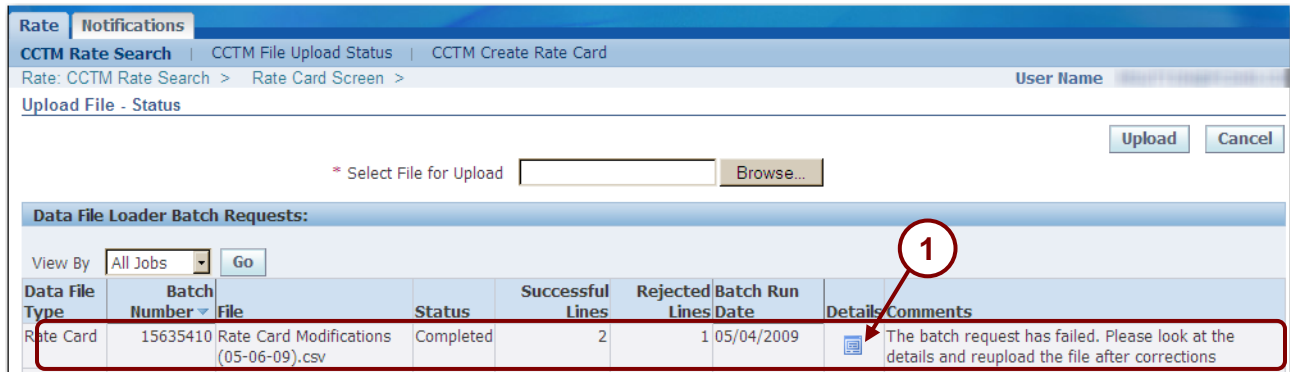 Rate Notifications
CCTM Rate Search | CCTM File Upload Status | CCTM Create Rate Card
Rate: CCTM Rate Search > Rate Card Screen > User Name
Upload File - Status
Upload Cancel
* Select File for Upload Browse...
Data File Loader Batch Requests:
1
View By All Jobs Go
Data File Batch Successful Rejected Batch Run
Type Number File Status Lines Lines Date Details Comments
Rate Card 15635410 Rate Card Modifications Completed 2 1 05/04/2009 The batch request has failed. Please look at the
(05-06-09).csv details and reupload the file after corrections